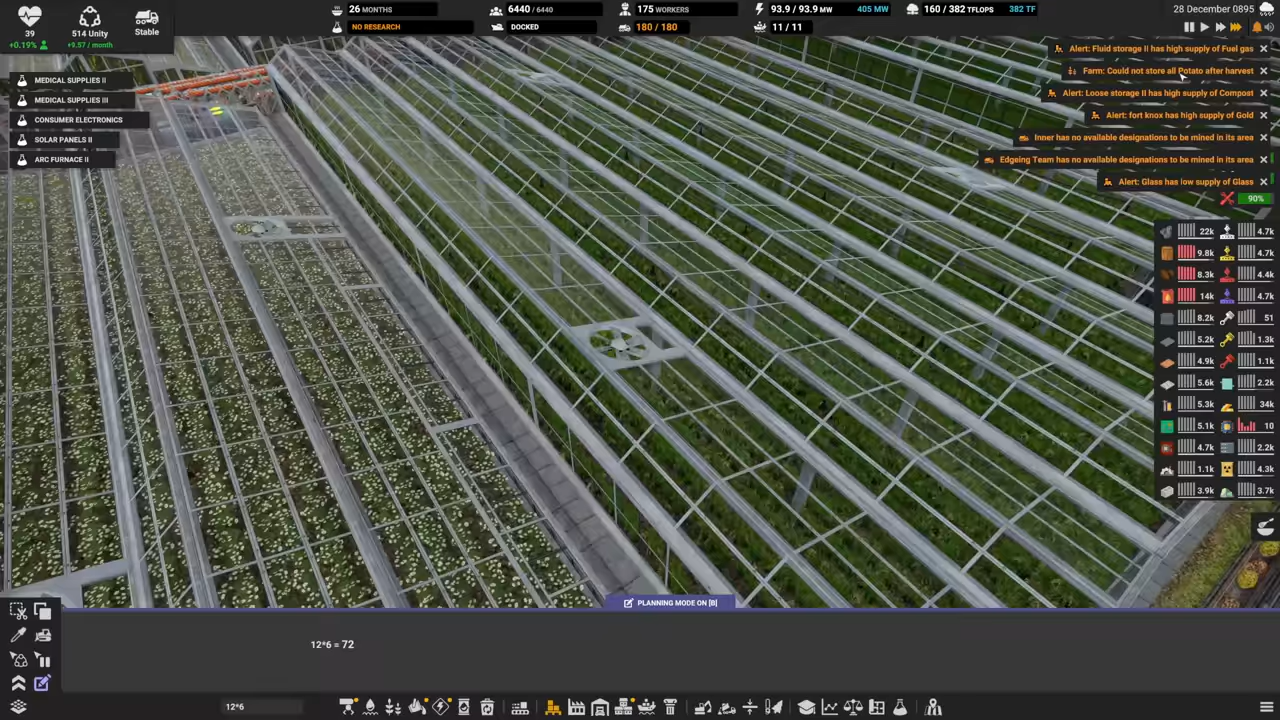 26 MONTHS
6440 / 6440
175 WORKERS
93.9 / 93.9 MW
405 MW
160 / 382 TFLOPS
382 TF
28 December 0895
39
514 Unity
Stable
+0.19%
+9.57 / month
NO RESEARCH
DOCKED
180 / 180
11 / 11
Alert: Fluid storage II has high supply of Fuel gas
Farm: Could not store all Potato after harvest
Alert: Loose storage II has high supply of Compost
Alert: fort knox has high supply of Gold
Inner has no available designations to be mined in its area
Edgeing Team has no available designations to be mined in its area
Alert: Glass has low supply of Glass
90%
MEDICAL SUPPLIES II
MEDICAL SUPPLIES III
CONSUMER ELECTRONICS
SOLAR PANELS II
ARC FURNACE II
22k 4.7k
9.8k 4.7k
8.3k 4.4k
14k 4.7k
8.2k 51
5.2k 1.3k
4.9k 1.1k
5.6k 2.2k
5.3k 34k
5.1k 10
4.7k 2.2k
1.1k 4.3k
3.9k 3.7k
PLANNING MODE ON [B]
12*6 = 72
12*6